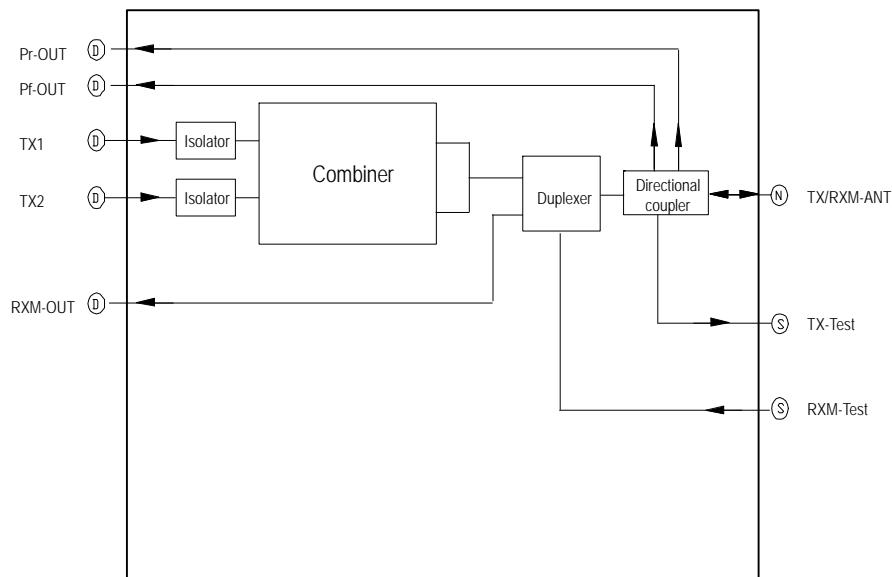 Pr-OUT D
Pf-OUT D
TX1 D
Isolator
TX2 D
Isolator
Combiner
Duplexer
Directional
coupler
N TX/RXM-ANT
RXM-OUT D
S TX-Test
S RXM-Test